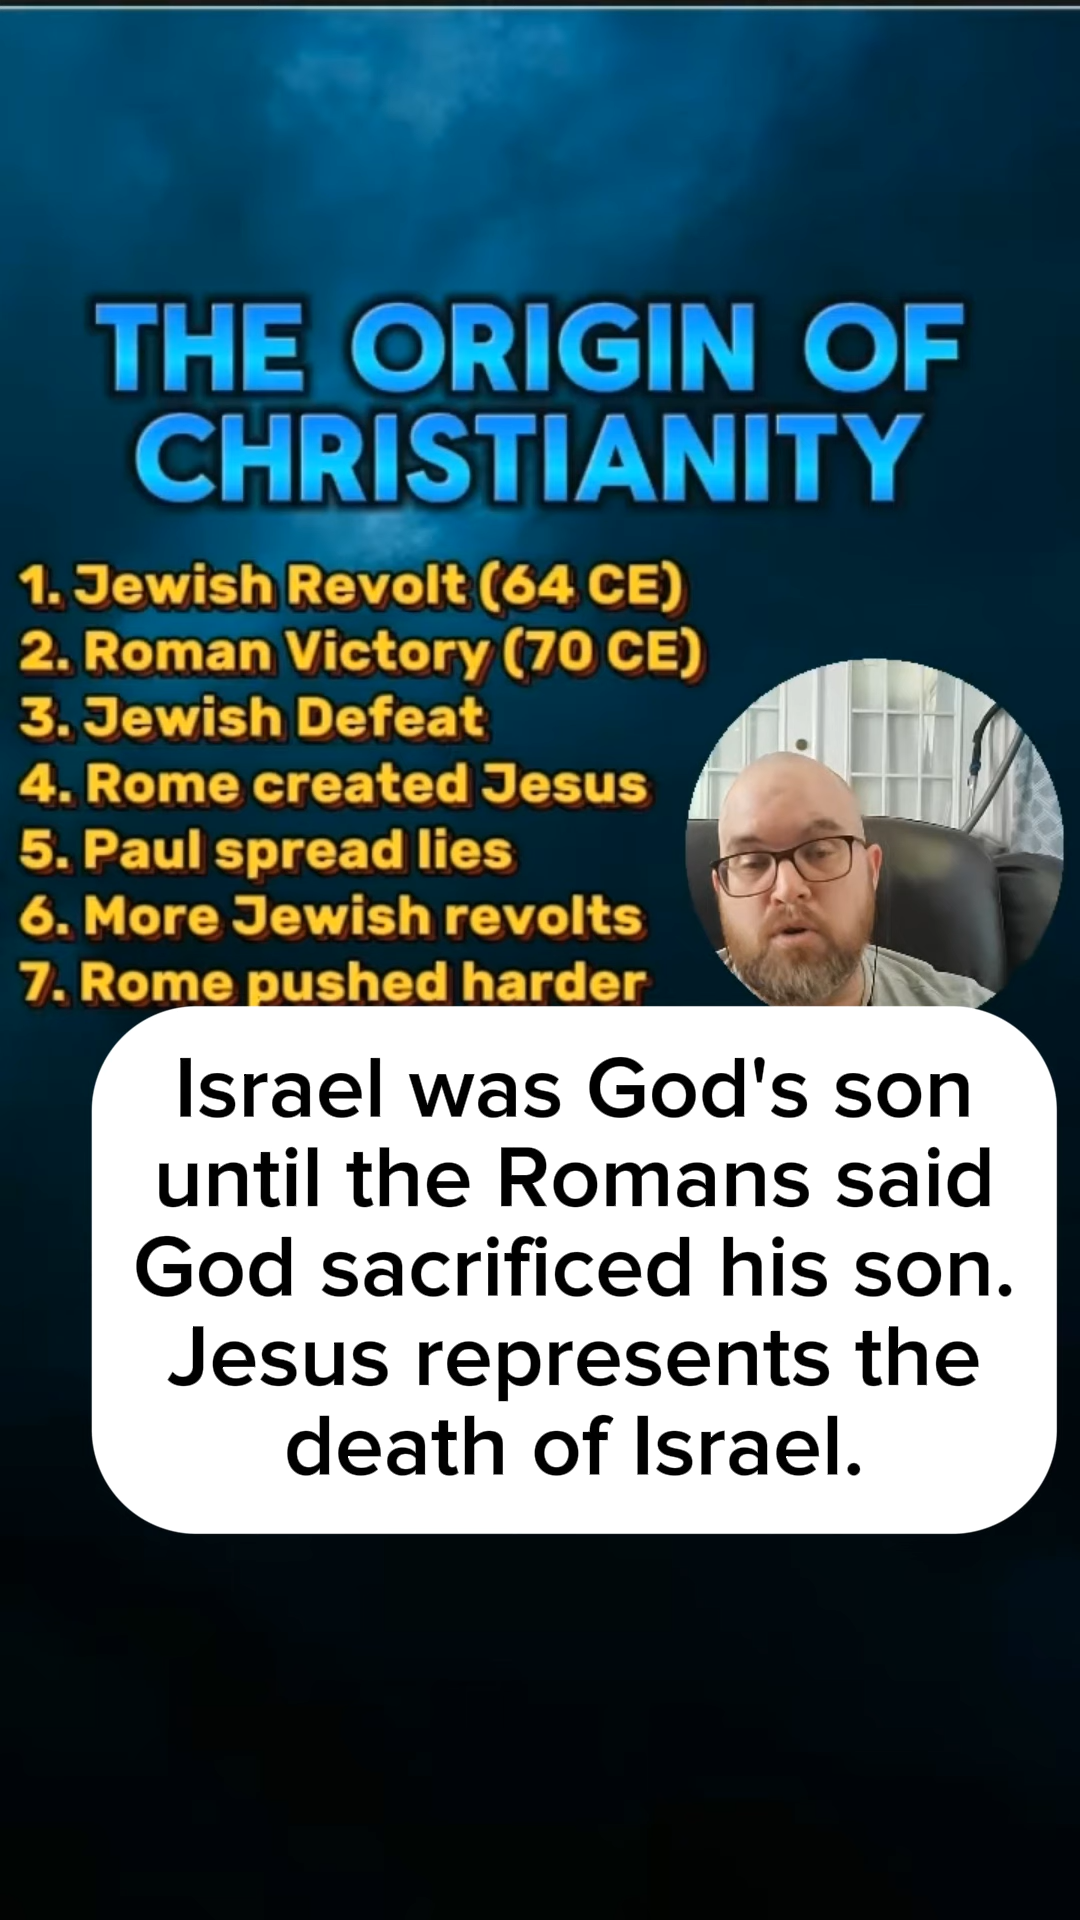 THE ORIGIN OF
CHRISTIANITY
1. Jewish Revolt (64 CE)
2. Roman Victory (70 CE)
3. Jewish Defeat
4. Rome created Jesus
5. Paul spread lies
6. More Jewish revolts
7. Rome pushed harder
Israel was God's son
until the Romans said
God sacrificed his son.
Jesus represents the
death of Israel.